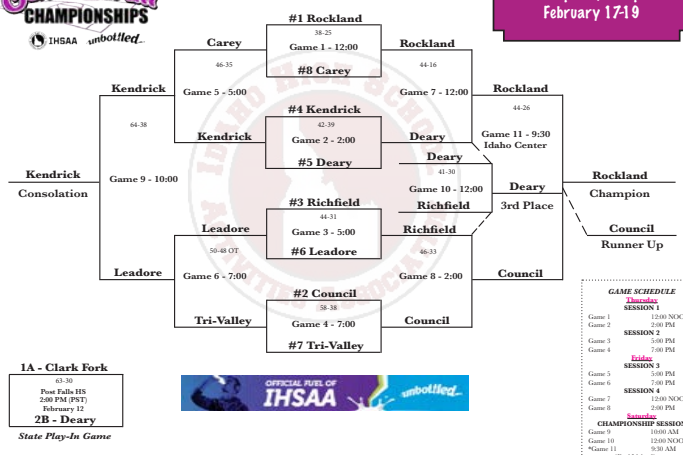 CHAMPIONSHIPS
IHSAA unbottled...
February 17-19
#1 Rockland
38-25
Game 1 - 12:00
#8 Carey
Carey
46-35
Game 5 - 5:00
Kendrick
#4 Kendrick
42-39
Game 2 - 2:00
#5 Deary
Kendrick
64-38
Game 9 - 10:00
Leadore
Kendrick
Consolation
#3 Richfield
44-31
Game 3 - 5:00
#6 Leadore
Leadore
50-48 OT
Game 6 - 7:00
Tri-Valley
#2 Council
58-38
Game 4 - 7:00
#7 Tri-Valley
Rockland
44-16
Game 7 - 12:00
Deary
Deary
41-30
Game 10 - 12:00
Richfield
Richfield
46-33
Game 8 - 2:00
Council
Rockland
44-26
Game 11 - 9:30
Idaho Center
Council
Deary
3rd Place
Rockland
Champion
Council
Runner Up
IDAHO HIGH SCHOOL
ACTIVITIES ASSOCIATION
1A - Clark Fork
63-30
Post Falls HS
2:00 PM (PST)
February 12
2B - Deary
State Play-In Game
OFFICIAL FUEL OF
IHSAA
unbottled...
GAME SCHEDULE
Thursday
SESSION 1
Game 1 12:00 NOO
Game 2 2:00 PM
SESSION 2
Game 3 5:00 PM
Game 4 7:00 PM
Friday
SESSION 3
Game 5 5:00 PM
Game 6 7:00 PM
SESSION 4
Game 7 12:00 NOO
Game 8 2:00 PM
Saturday
CHAMPIONSHIP SESSION
Game 9 10:00 AM
Game 10 12:00 NOO
*Game 11 9:30 AM